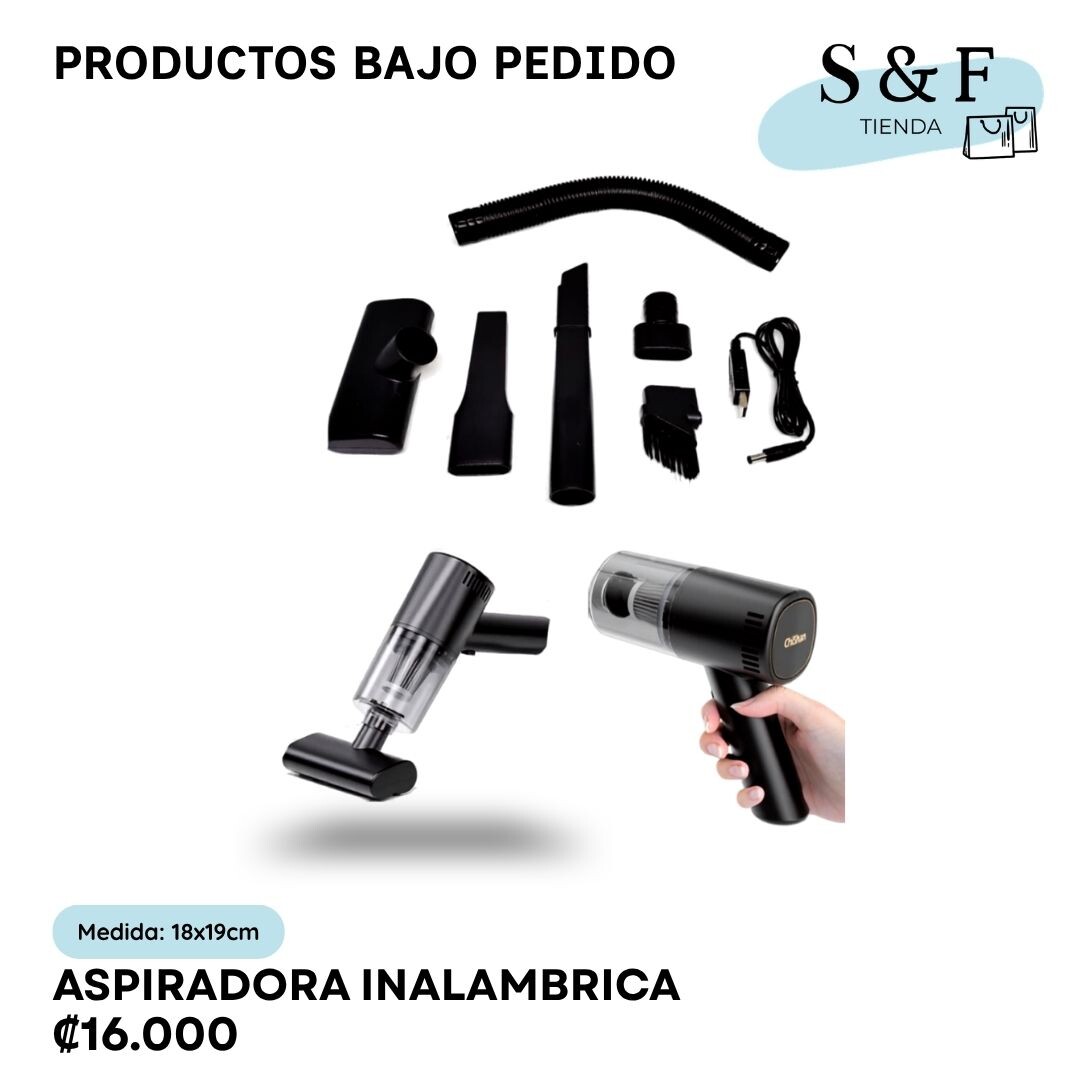 PRODUCTOS BAJO PEDIDO
S & F
TIENDA
Medida: 18x19cm
ASPIRADORA INALAMBRICA
₡16.000